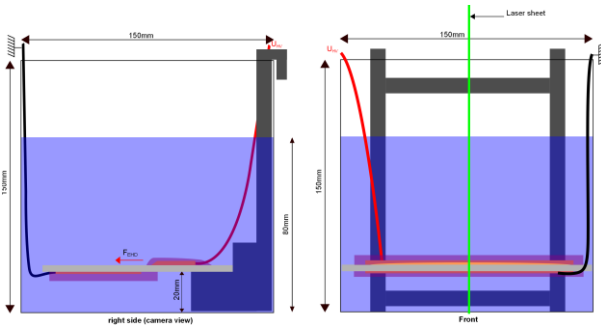 150mm
U_HV
150mm
F_EHD
20mm
80mm
right side (camera view)
Laser sheet
150mm
U_HV
150mm
Front